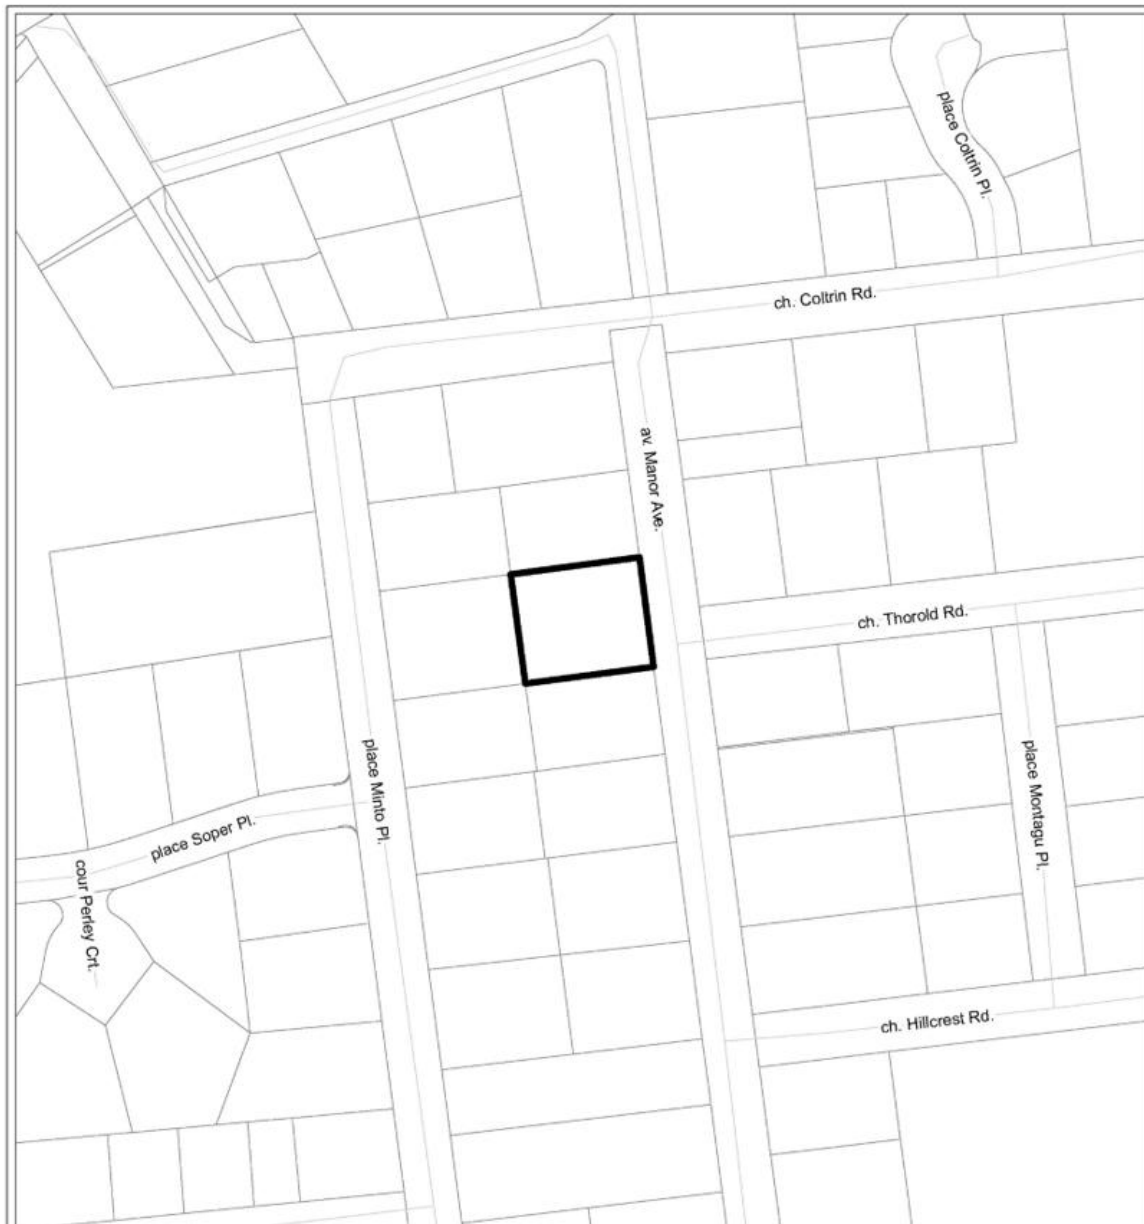 place Coltrin Pl.
ch. Coltrin Rd.
av. Manor Ave.
ch. Thorold Rd.
place Minto Pl.
place Montagu Pl.
place Soper Pl.
cour Perley Crt.
ch. Hillcrest Rd.